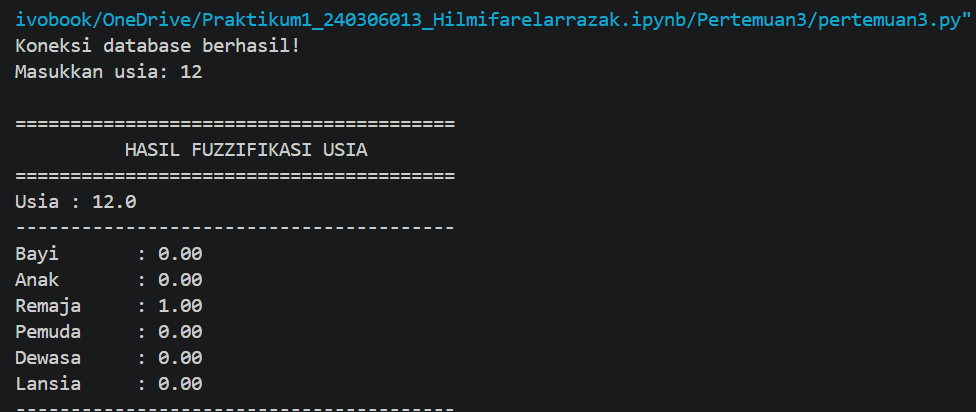 ivobook/OneDrive/Praktikum1_240306013_Hilmifarelarrazak.ipynb/Pertemuan3/pertemuan3.py"
Koneksi database berhasil!
Masukkan usia: 12
========================================
HASIL FUZZIFIKASI USIA
========================================
Usia : 12.0
----------------------------------------
Bayi : 0.00
Anak : 0.00
Remaja : 1.00
Pemuda : 0.00
Dewasa : 0.00
Lansia : 0.00
----------------------------------------